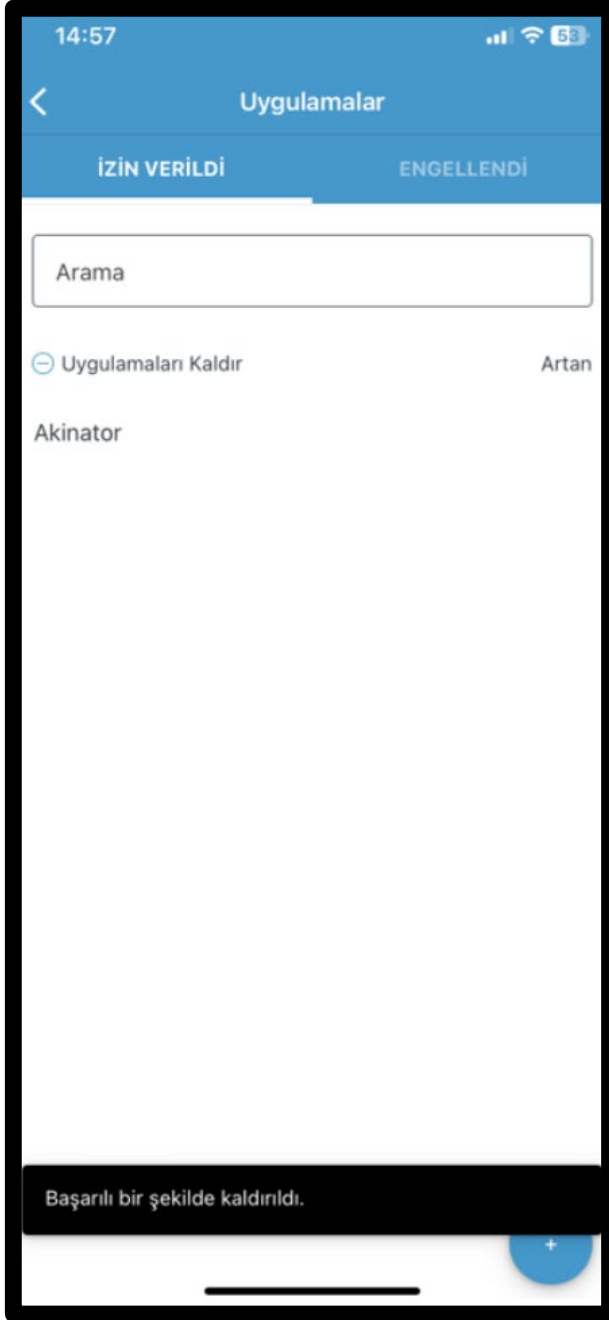 14:57
53
Uygulamalar
İZİN VERİLDİ ENGELLENDİ
Arama
Uygulamaları Kaldır Artan
Akinator
Başarılı bir şekilde kaldırıldı.
+